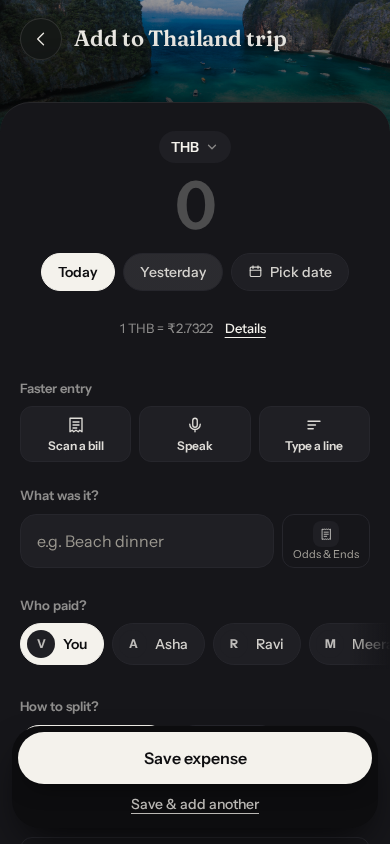 Add to Thailand trip
THB
0
Today
Yesterday
Pick date
1 THB = ₹2.7322 Details
Faster entry
Scan a bill
Speak
Type a line
What was it?
e.g. Beach dinner
Odds & Ends
Who paid?
V You
A Asha
R Ravi
M Meer
How to split?
Save expense
Save & add another